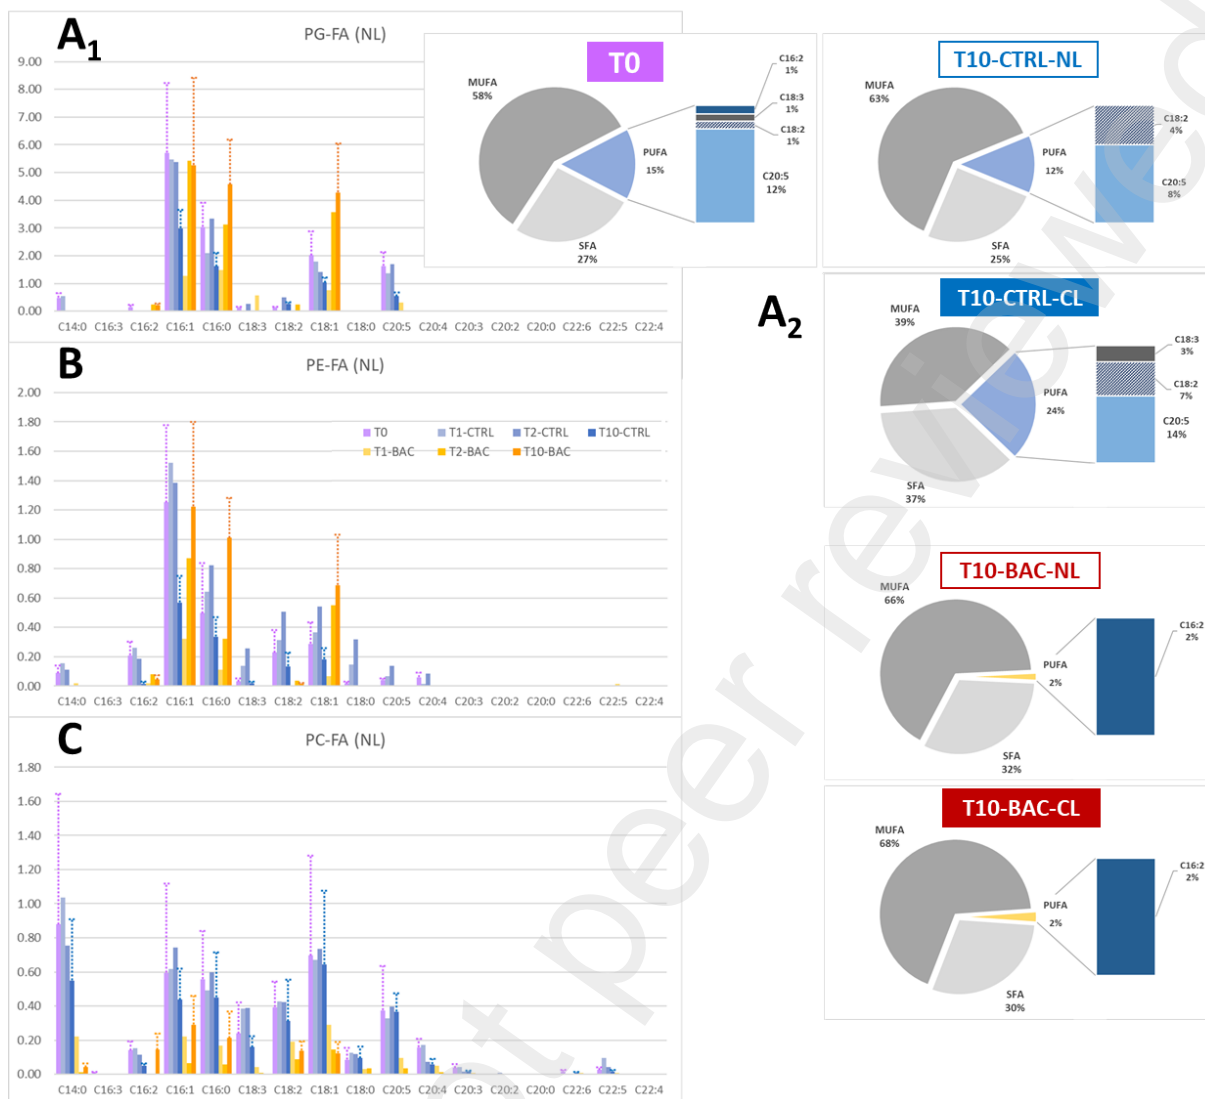 A1
PG-FA (NL)
9.00
8.00
7.00
6.00
5.00
4.00
3.00
2.00
1.00
0.00
C14:0 C16:3 C16:2 C16:1 C16:0 C18:3 C18:2 C18:1 C18:0 C20:5 C20:4 C20:3 C20:2 C20:0 C22:6 C22:5 C22:4
T0
MUFA
58%
PUFA
15%
SFA
27%
C16:2
1%
C18:3
1%
C18:2
1%
C20:5
12%
T10-CTRL-NL
MUFA
63%
PUFA
12%
SFA
25%
C18:2
4%
C20:5
8%
A2
T10-CTRL-CL
MUFA
39%
PUFA
24%
SFA
37%
C18:3
3%
C18:2
7%
C20:5
14%
B
PE-FA (NL)
2.00
1.80
1.60
1.40
1.20
1.00
0.80
0.60
0.40
0.20
0.00
T0 T1-CTRL T2-CTRL T10-CTRL
T1-BAC T2-BAC T10-BAC
C14:0 C16:3 C16:2 C16:1 C16:0 C18:3 C18:2 C18:1 C18:0 C20:5 C20:4 C20:3 C20:2 C20:0 C22:6 C22:5 C22:4
T10-BAC-NL
MUFA
66%
PUFA
2%
SFA
32%
C16:2
2%
C
PC-FA (NL)
1.80
1.60
1.40
1.20
1.00
0.80
0.60
0.40
0.20
0.00
C14:0 C16:3 C16:2 C16:1 C16:0 C18:3 C18:2 C18:1 C18:0 C20:5 C20:4 C20:3 C20:2 C20:0 C22:6 C22:5 C22:4
T10-BAC-CL
MUFA
68%
PUFA
2%
SFA
30%
C16:2
2%
ot peer reviewed